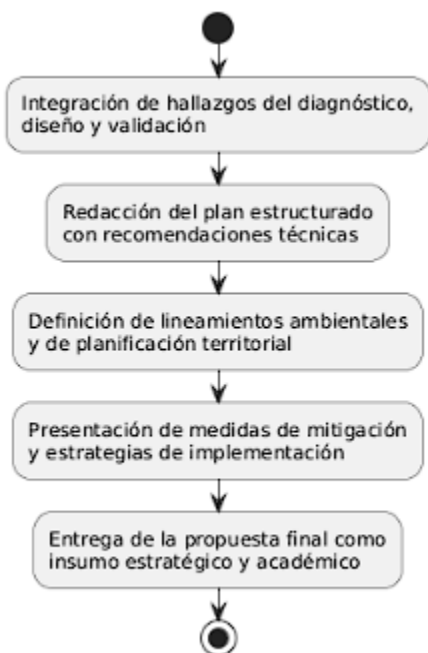 Integración de hallazgos del diagnóstico,
diseño y validación
Redacción del plan estructurado
con recomendaciones técnicas
Definición de lineamientos ambientales
y de planificación territorial
Presentación de medidas de mitigación
y estrategias de implementación
Entrega de la propuesta final como
insumo estratégico y académico